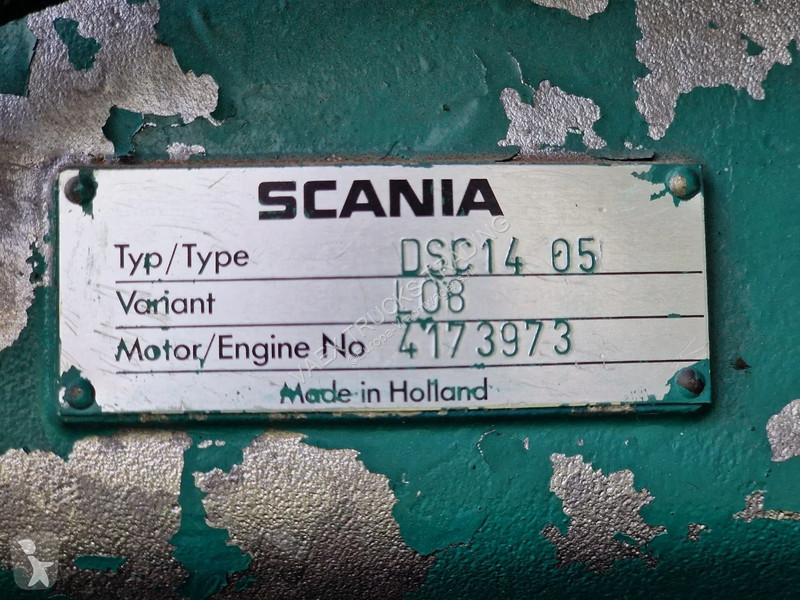 SCANIA
Typ/Type DSC14 05
Variant L08
Motor/Engine No 4173973
Made in Holland